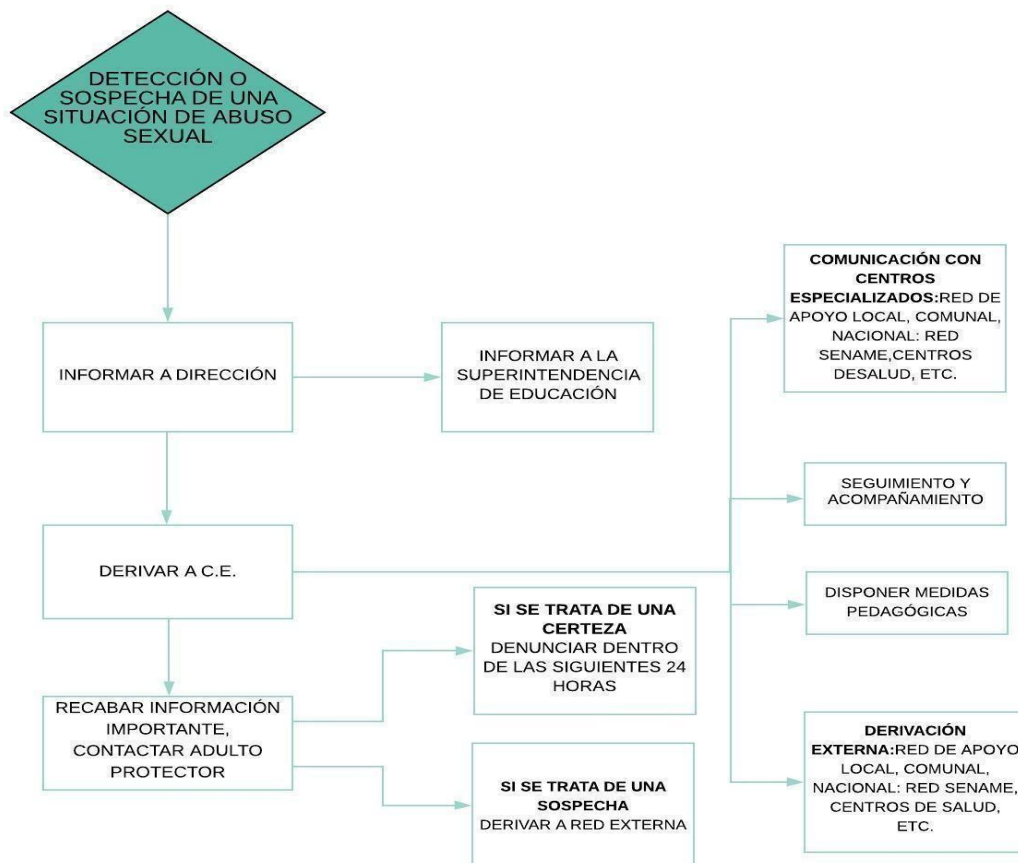 DETECCIÓN O
SOSPECHA DE UNA
SITUACIÓN DE ABUSO
SEXUAL
INFORMAR A DIRECCIÓN
INFORMAR A LA
SUPERINTENDENCIA
DE EDUCACIÓN
COMUNICACIÓN CON
CENTROS
ESPECIALIZADOS:RED DE
APOYO LOCAL, COMUNAL,
NACIONAL: RED
SENAME,CENTROS
DESALUD, ETC.
SEGUIMIENTO Y
ACOMPAÑAMIENTO
DERIVAR A C.E.
DISPONER MEDIDAS
PEDAGÓGICAS
SI SE TRATA DE UNA
CERTEZA
DENUNCIAR DENTRO
DE LAS SIGUIENTES 24
HORAS
RECABAR INFORMACIÓN
IMPORTANTE,
CONTACTAR ADULTO
PROTECTOR
SI SE TRATA DE UNA
SOSPECHA
DERIVAR A RED EXTERNA
DERIVACIÓN
EXTERNA:RED DE APOYO
LOCAL, COMUNAL,
NACIONAL: RED SENAME,
CENTROS DE SALUD,
ETC.